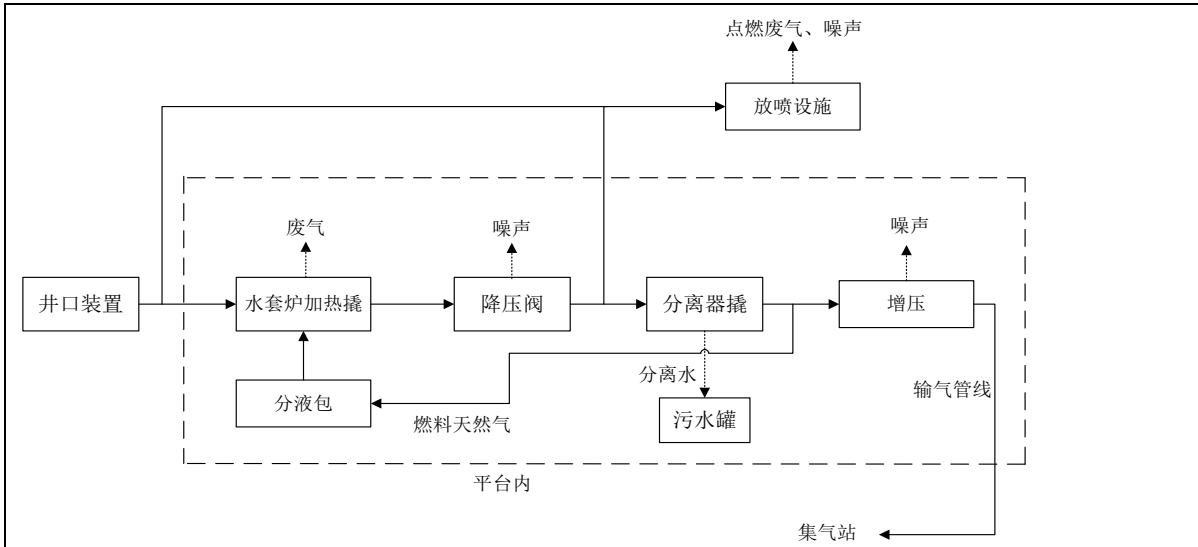 点燃废气、噪声
放喷设施
废气
噪声
噪声
井口装置
水套炉加热撬
降压阀
分离器撬
增压
分离水
分液包
燃料天然气
污水罐
输气管线
平台内
集气站